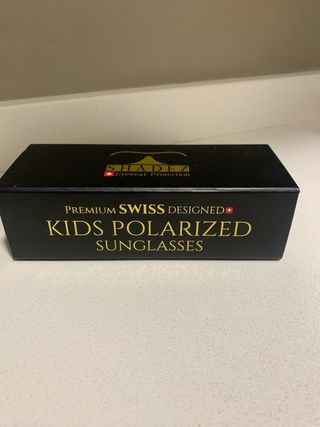 SHADEZ
Eyewear Protection
PREMIUM SWISS DESIGNED
KIDS POLARIZED
SUNGLASSES